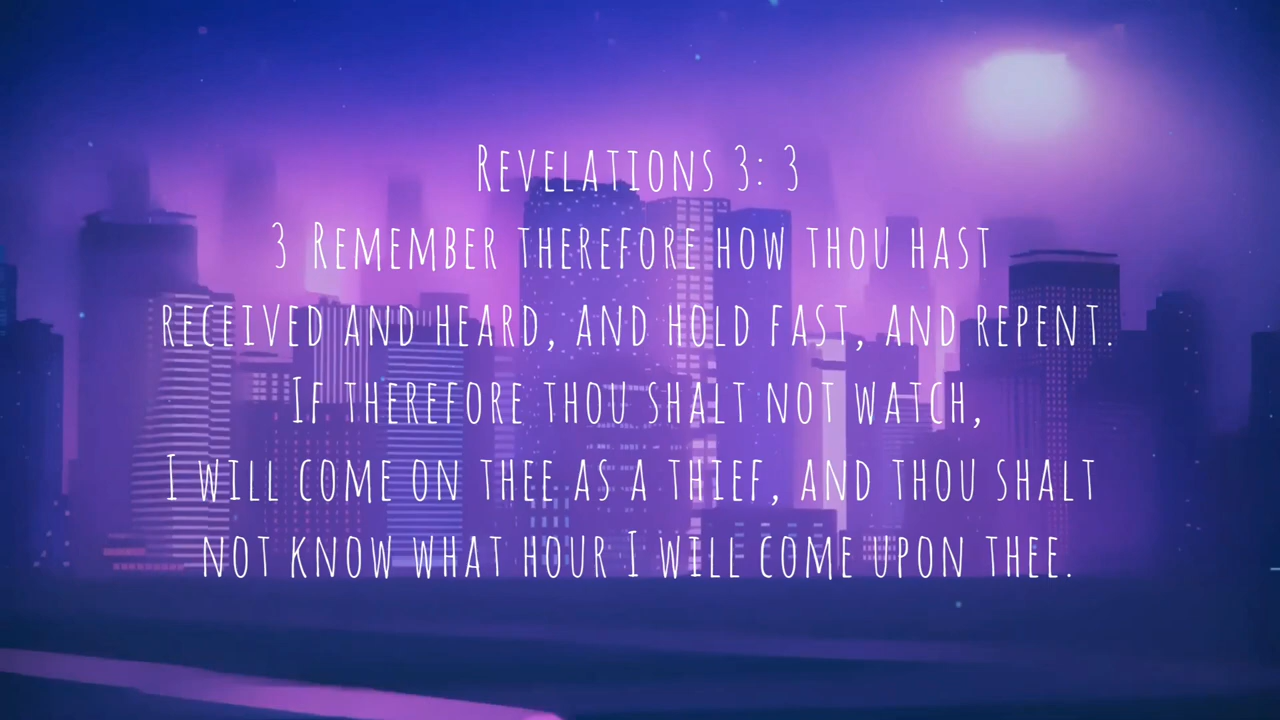 Revelations 3: 3
3 Remember therefore how thou hast
received and heard, and hold fast, and repent.
If therefore thou shalt not watch,
I will come on thee as a thief, and thou shalt
not know what hour I will come upon thee.